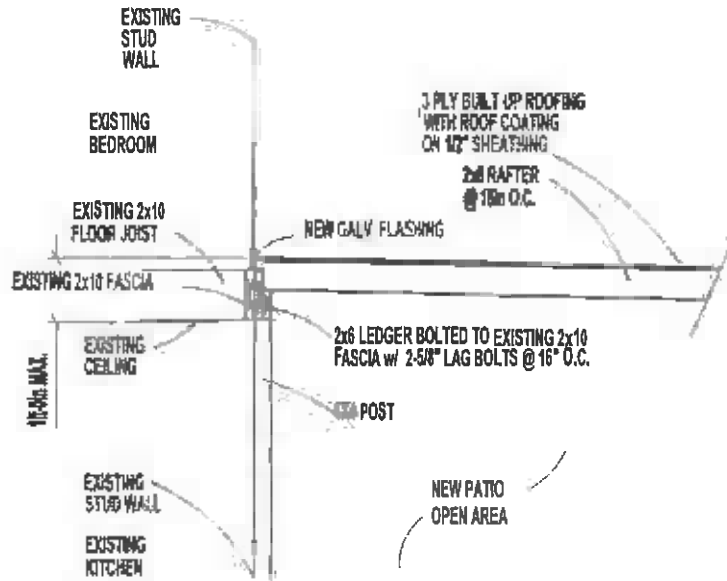 EXISTING
STUD
WALL
3 PLY BUILT UP ROOFING
WITH ROOF COATING
ON 1/2" SHEATHING
EXISTING
BEDROOM
RAFTER
O.C.
EXISTING 2x10
FLOOR JOIST
NEW GALV FLASHING
EXISTING 2x10 FASCIA
2x6 LEDGER BOLTED TO EXISTING 2x10
FASCIA w/ 2-5/8" LAG BOLTS @ 16" O.C.
EXISTING
CEILING
MAX.
POST
EXISTING
STUD WALL
NEW PATIO
OPEN AREA
EXISTING
KITCHEN